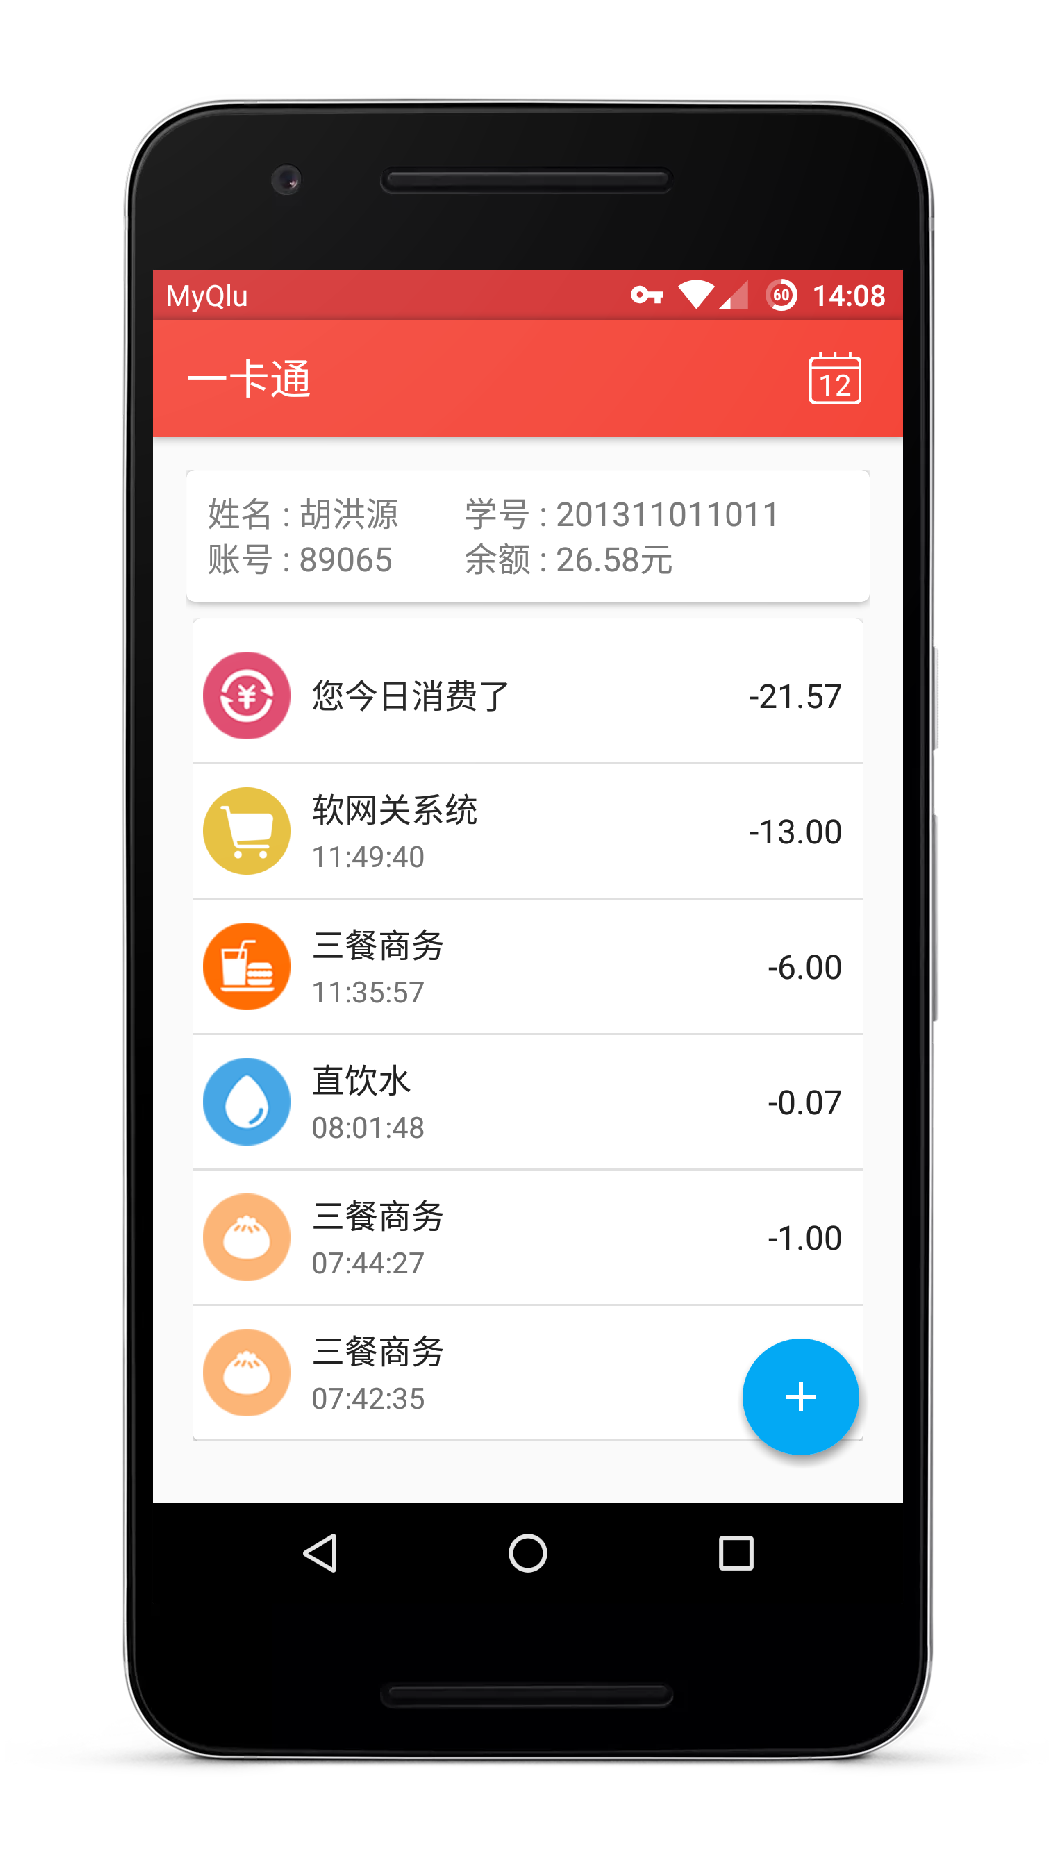 MyQlu 60 14:08
一卡通 12
姓名 : 胡洪源 学号 : 201311011011
账号 : 89065 余额 : 26.58元
您今日消费了 -21.57
软网关系统
11:49:40 -13.00
三餐商务
11:35:57 -6.00
直饮水
08:01:48 -0.07
三餐商务
07:44:27 -1.00
三餐商务
07:42:35